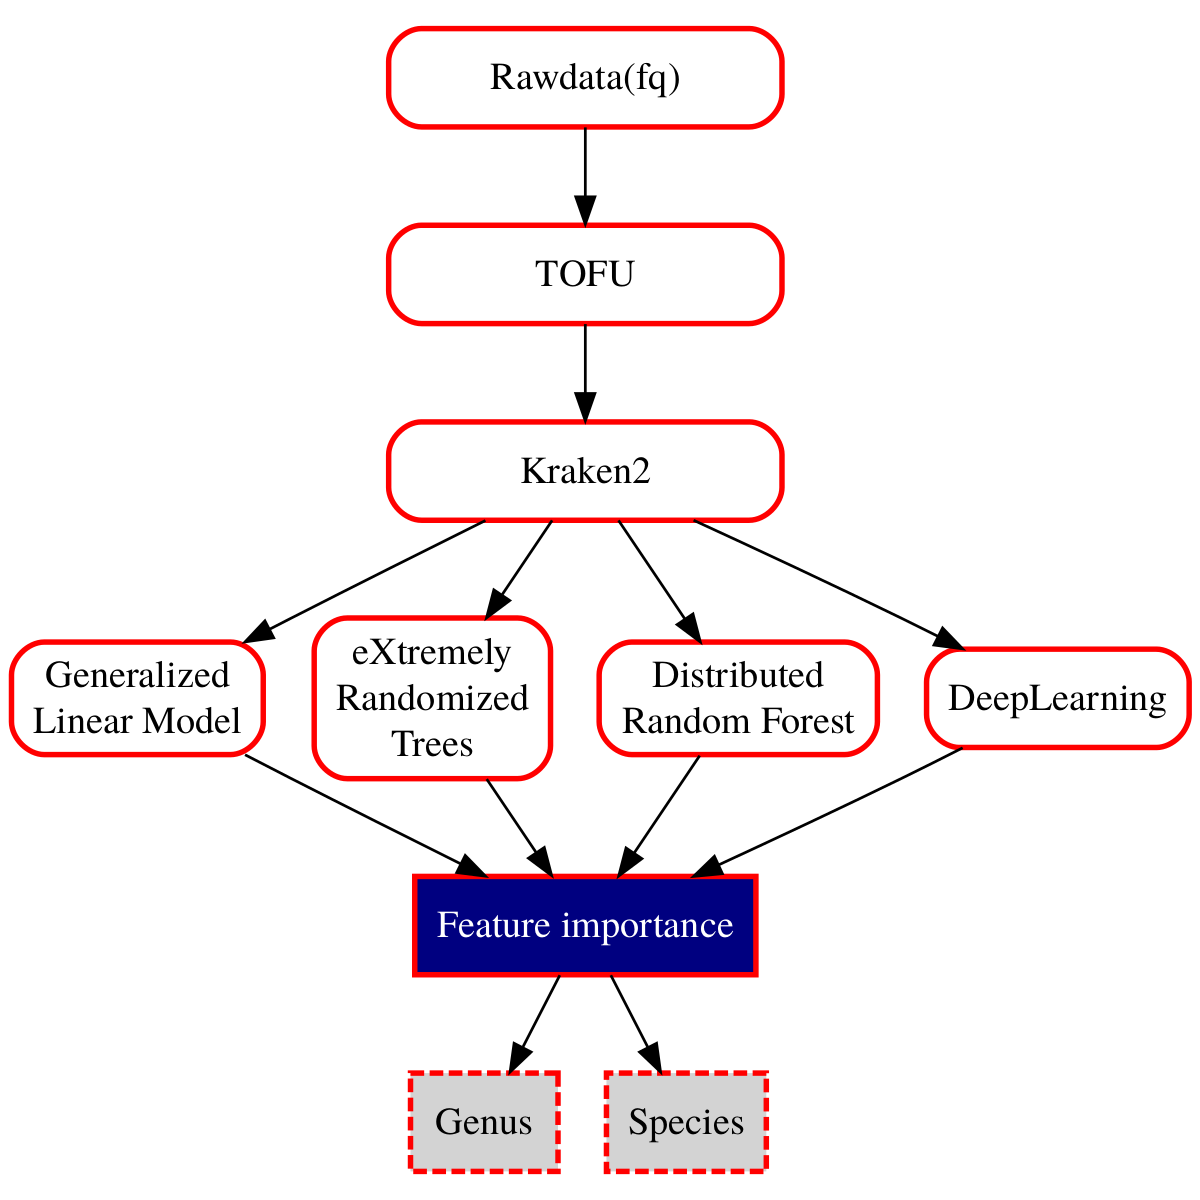 Rawdata(fq)
TOFU
Kraken2
Generalized
Linear Model
eXtremely
Randomized
Trees
Distributed
Random Forest
DeepLearning
Feature importance
Genus
Species